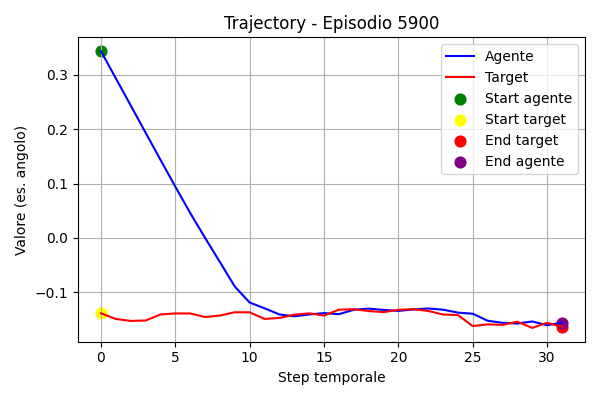 Trajectory - Episodio 5900
Valore (es. angolo)
0.3
0.2
0.1
0.0
−0.1
Agente
Target
Start agente
Start target
End target
End agente
0 5 10 15 20 25 30
Step temporale